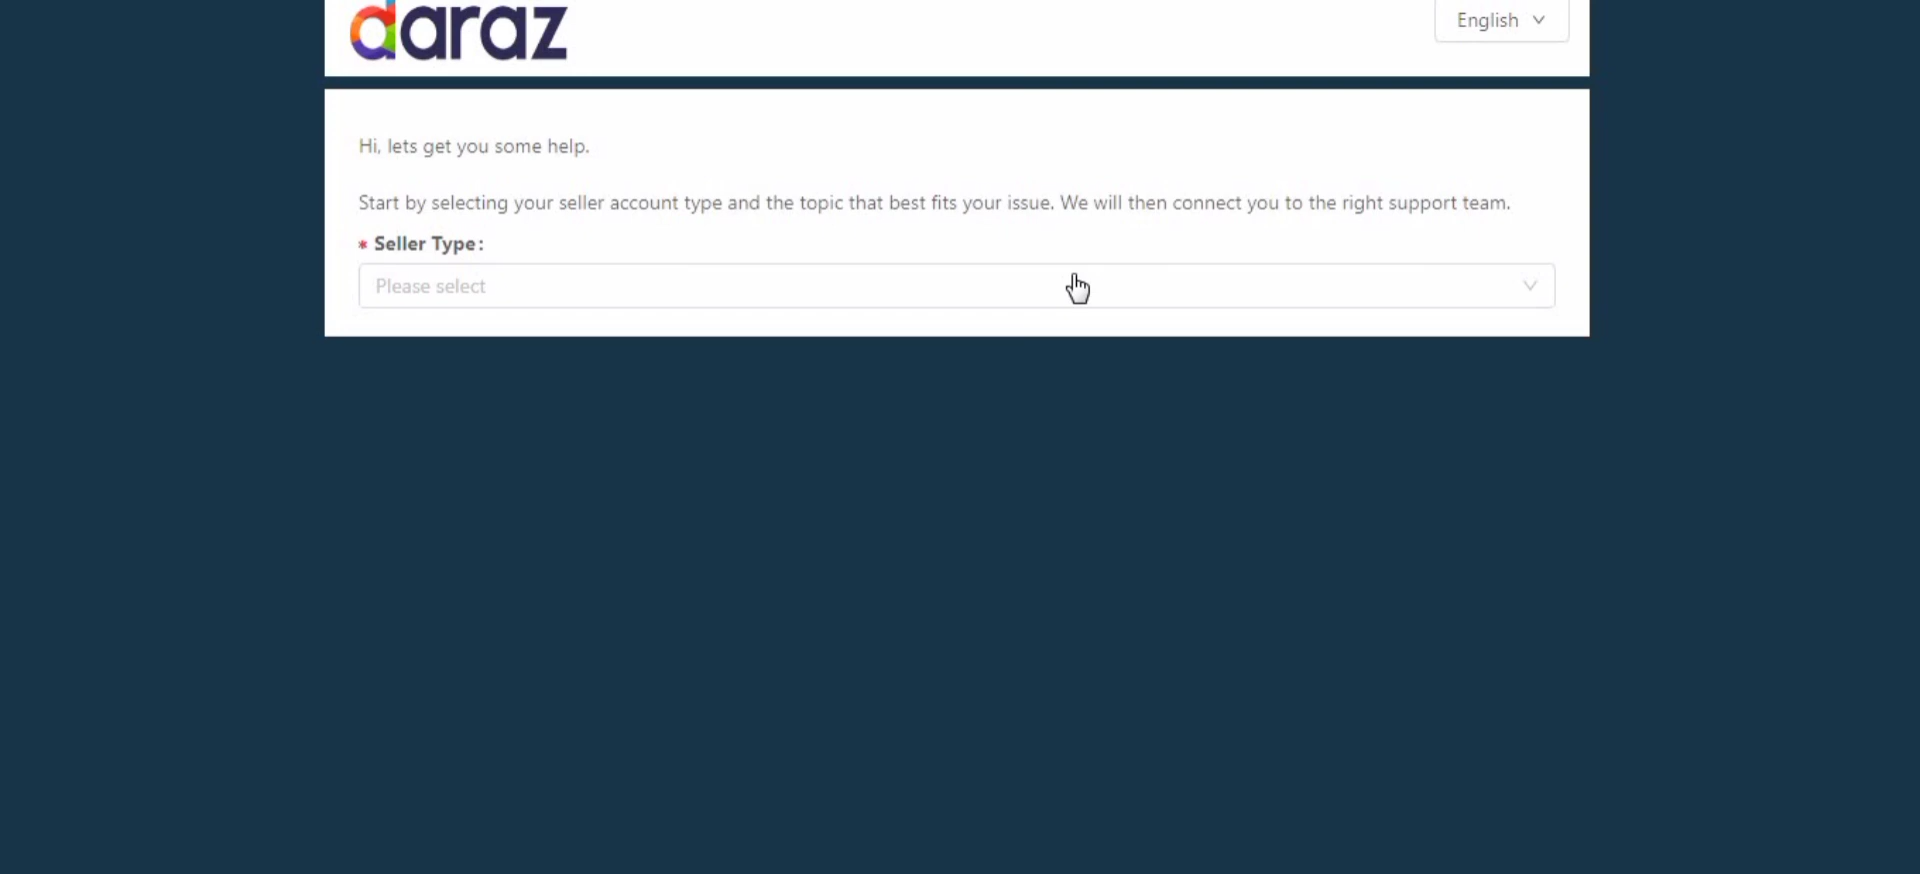 daraz
English
Hi, lets get you some help.
Start by selecting your seller account type and the topic that best fits your issue. We will then connect you to the right support team.
* Seller Type:
Please select